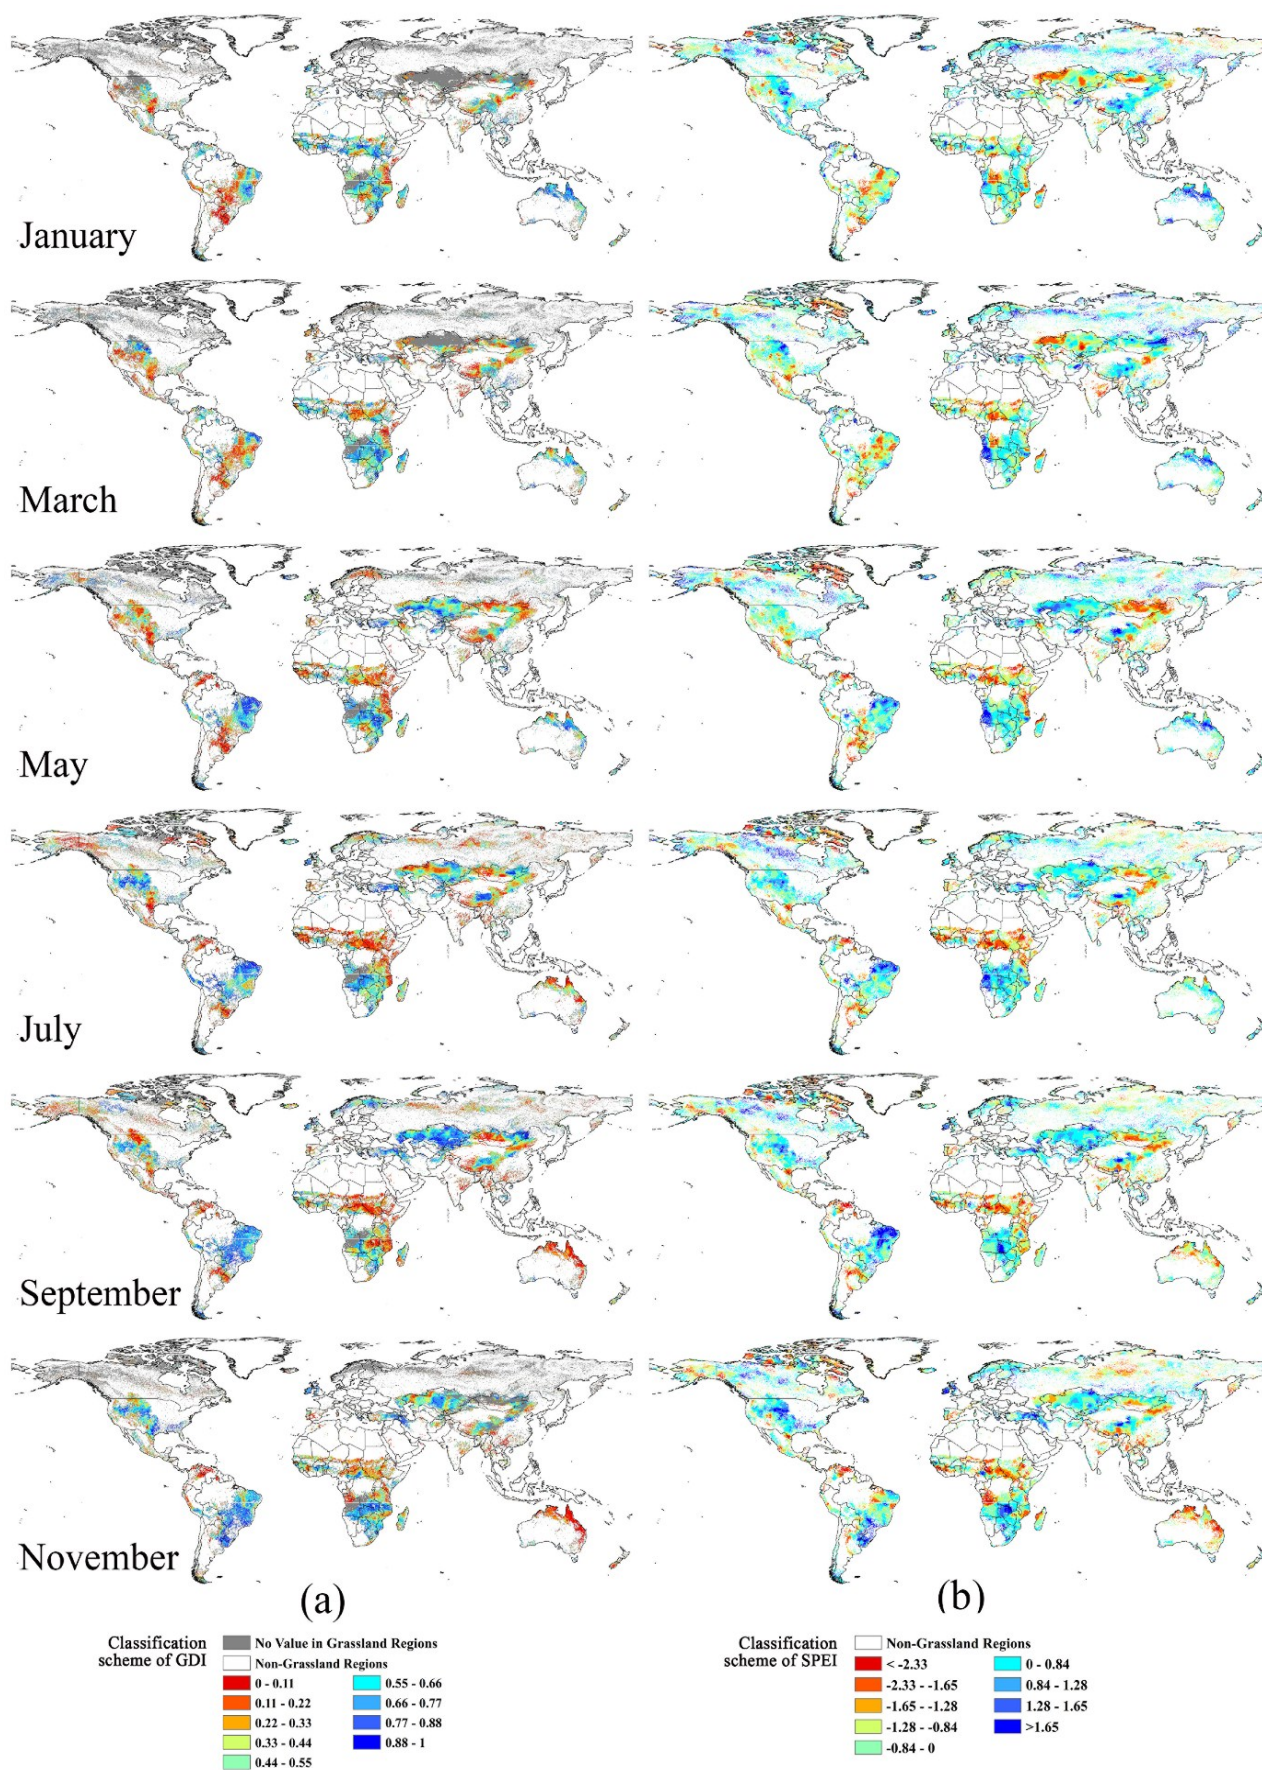 January
March
May
July
September
November
(a)
(b)
Classification
scheme of GDI
No Value in Grassland Regions
Non-Grassland Regions
0 - 0.11
0.11 - 0.22
0.22 - 0.33
0.33 - 0.44
0.44 - 0.55
0.55 - 0.66
0.66 - 0.77
0.77 - 0.88
0.88 - 1
Classification
scheme of SPEI
Non-Grassland Regions
< -2.33
-2.33 - -1.65
-1.65 - -1.28
-1.28 - -0.84
-0.84 - 0
0 - 0.84
0.84 - 1.28
1.28 - 1.65
>1.65